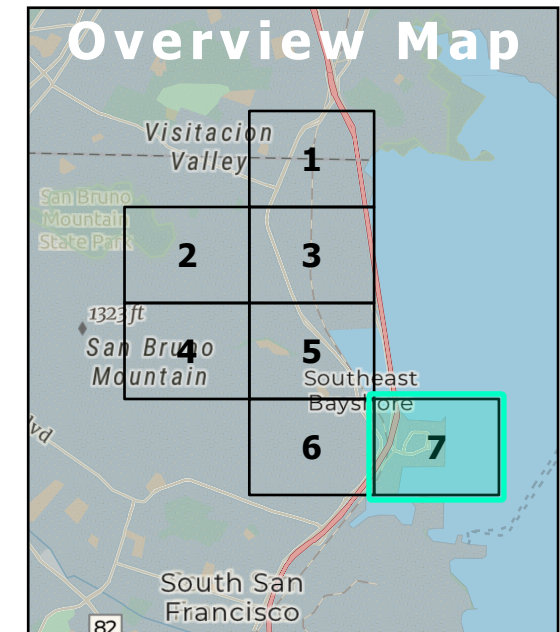 Overview Map
Visitacion
Valley
1
San Bruno
Mountain
State Park
2
3
1323 ft
San Bruno
Mountain
4
5
Southeast
Bayshore
lvd
6
7
South San
Francisco
82